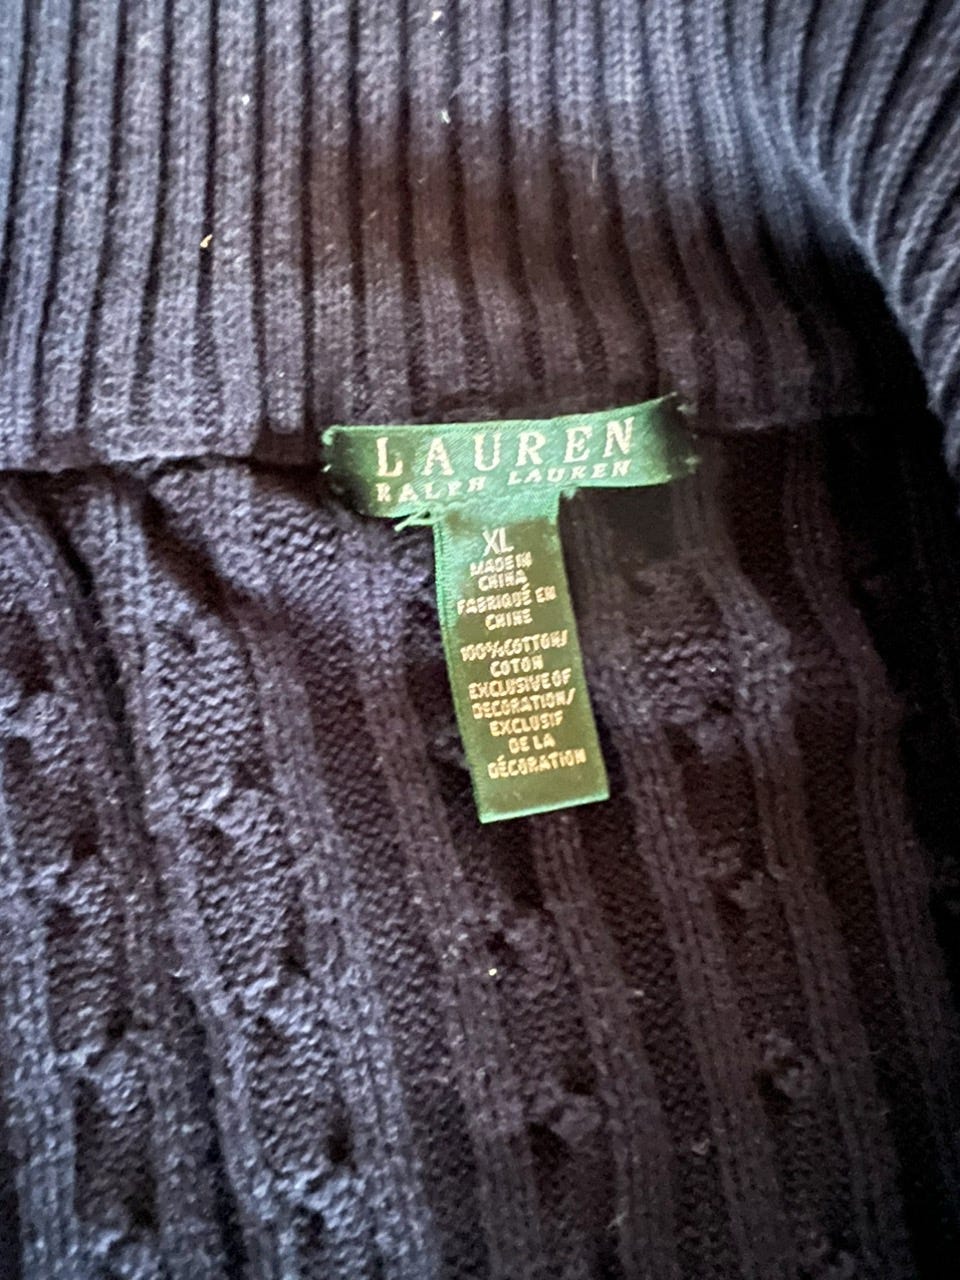 LAUREN
RALPH LAUREN
XL
MADE IN
CHINA
FABRIQUÉ EN
CHINE
100%COTTON/
COTON
EXCLUSIVE OF
DECORATION/
EXCLUSIF
DE LA
DÉCORATION